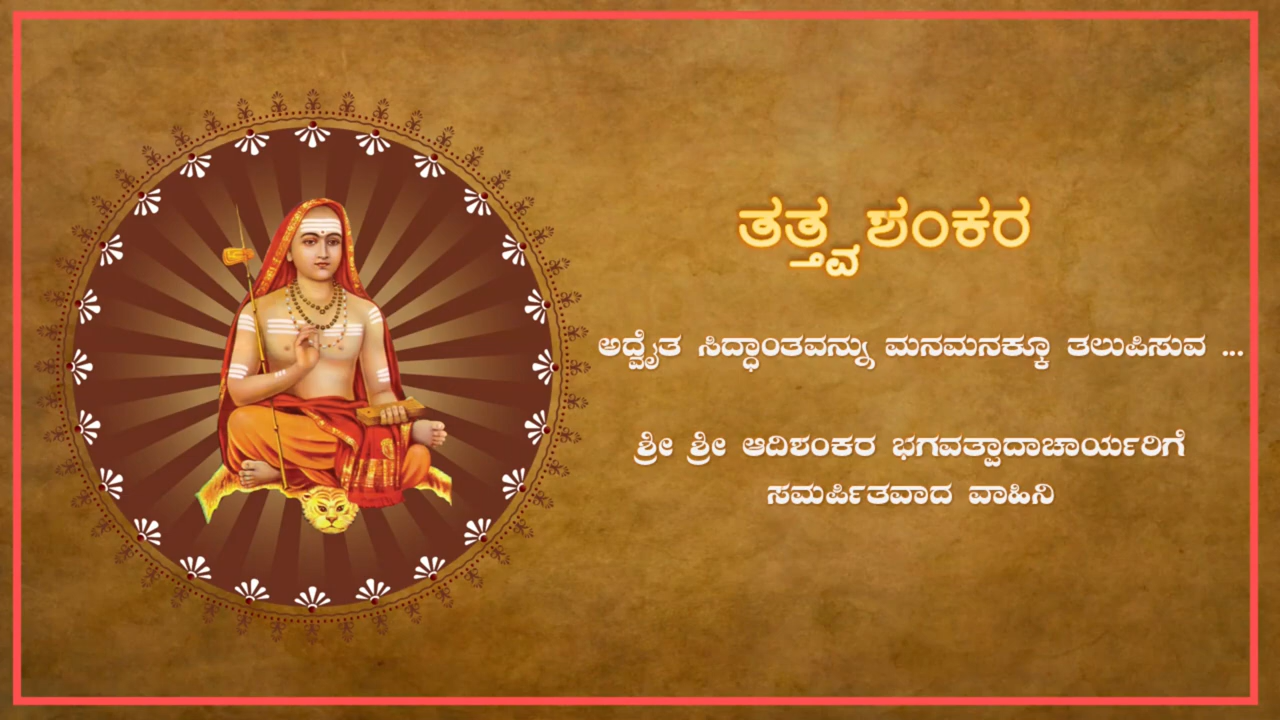 ತತ್ತ್ವಶಂಕರ
ಅದ್ವೈತ ಸಿದ್ಧಾಂತವನ್ನು ಮನಮನಕ್ಕೂ ತಲುಪಿಸುವ ...
ಶ್ರೀ ಶ್ರೀ ಆದಿಶಂಕರ ಭಗವತ್ಪಾದಾಚಾರ್ಯರಿಗೆ
ಸಮರ್ಪಿತವಾದ ವಾಹಿನಿ